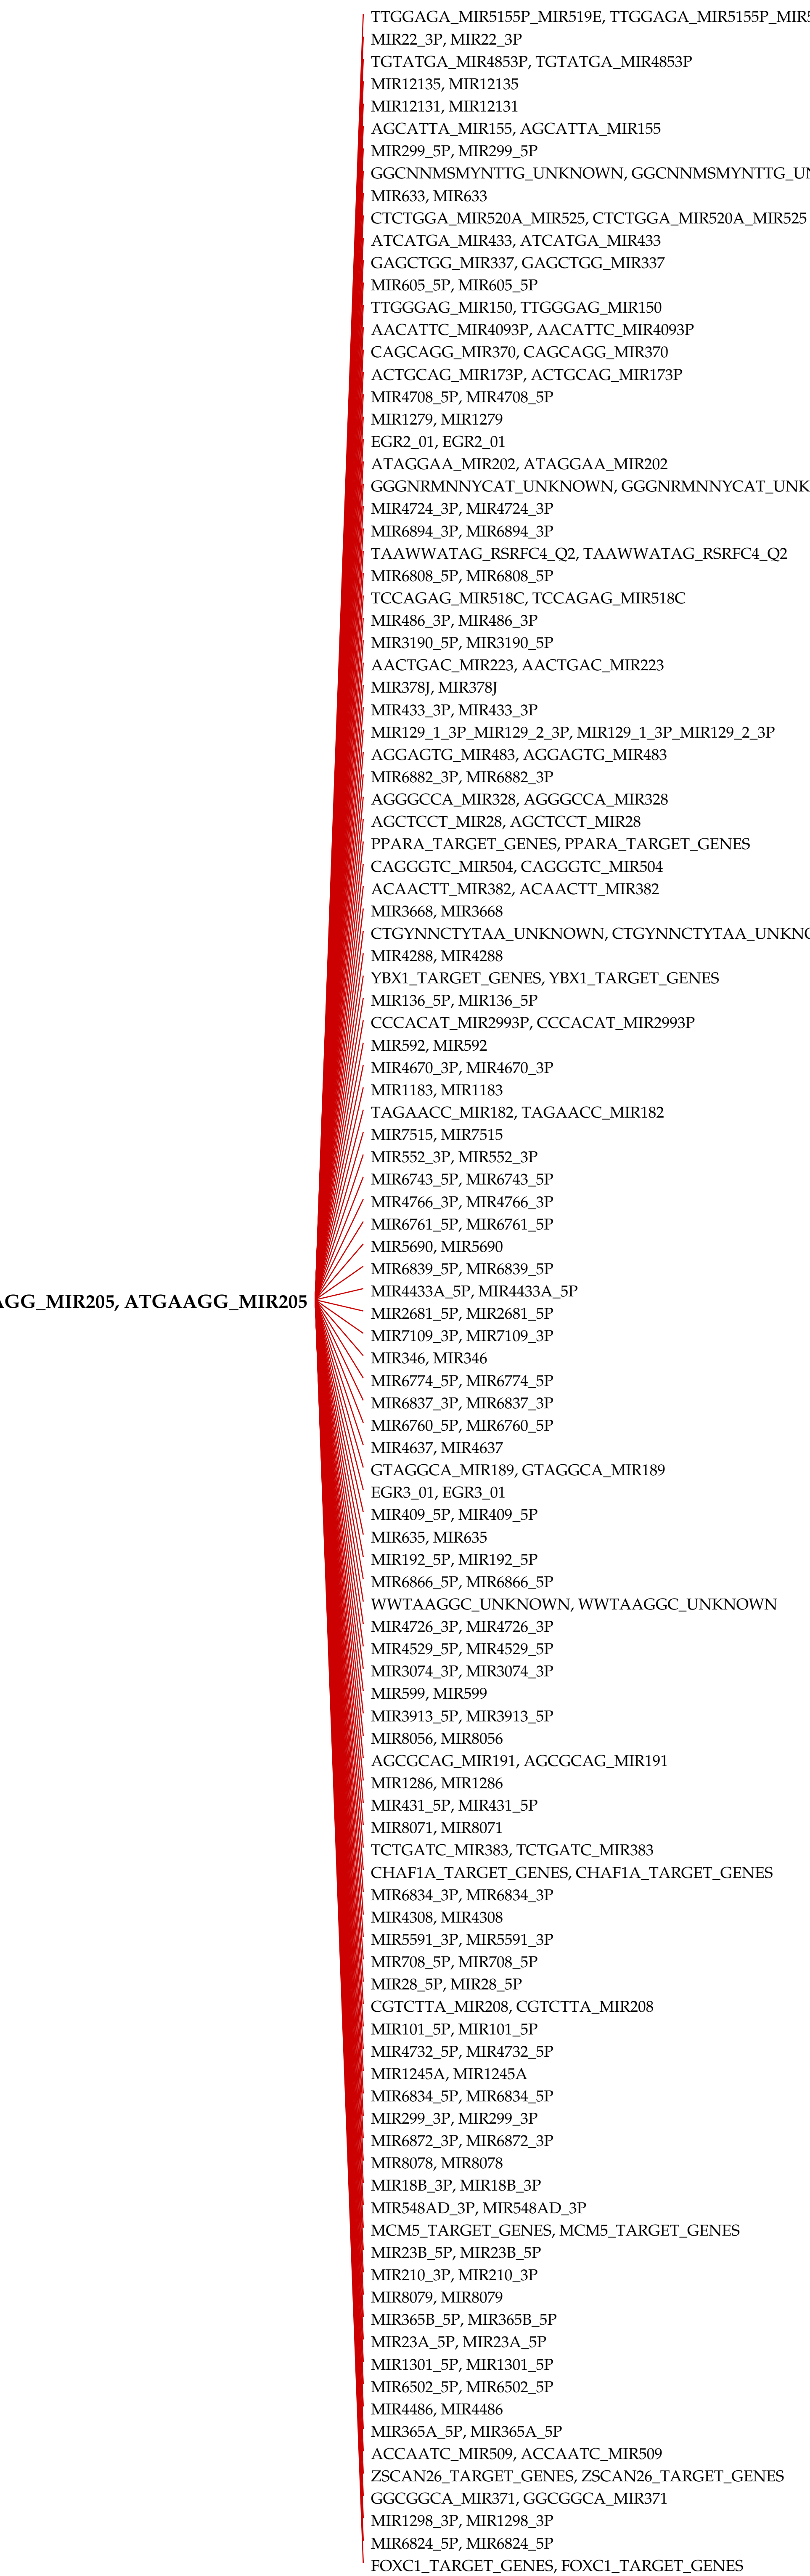 TTGGAGA_MIR5155P_MIR519E, TTGGAGA_MIR5155P_MIR5
MIR22_3P, MIR22_3P
TGTATGA_MIR4853P, TGTATGA_MIR4853P
MIR12135, MIR12135
MIR12131, MIR12131
AGCATTA_MIR155, AGCATTA_MIR155
MIR299_5P, MIR299_5P
GGCNNMSMYNTTG_UNKNOWN, GGCNNMSMYNTTG_UN
MIR633, MIR633
CTCTGGA_MIR520A_MIR525, CTCTGGA_MIR520A_MIR525
ATCATGA_MIR433, ATCATGA_MIR433
GAGCTGG_MIR337, GAGCTGG_MIR337
MIR605_5P, MIR605_5P
TTGGGAG_MIR150, TTGGGAG_MIR150
AACATTC_MIR4093P, AACATTC_MIR4093P
CAGCAGG_MIR370, CAGCAGG_MIR370
ACTGCAG_MIR173P, ACTGCAG_MIR173P
MIR4708_5P, MIR4708_5P
MIR1279, MIR1279
EGR2_01, EGR2_01
ATAGGAA_MIR202, ATAGGAA_MIR202
GGGNRMNNYCAT_UNKNOWN, GGGNRMNNYCAT_UNK
MIR4724_3P, MIR4724_3P
MIR6894_3P, MIR6894_3P
TAAWWATAG_RSRFC4_Q2, TAAWWATAG_RSRFC4_Q2
MIR6808_5P, MIR6808_5P
TCCAGAG_MIR518C, TCCAGAG_MIR518C
MIR486_3P, MIR486_3P
MIR3190_5P, MIR3190_5P
AACTGAC_MIR223, AACTGAC_MIR223
MIR378J, MIR378J
MIR433_3P, MIR433_3P
MIR129_1_3P_MIR129_2_3P, MIR129_1_3P_MIR129_2_3P
AGGAGTG_MIR483, AGGAGTG_MIR483
MIR6882_3P, MIR6882_3P
AGGGCCA_MIR328, AGGGCCA_MIR328
AGCTCCT_MIR28, AGCTCCT_MIR28
PPARA_TARGET_GENES, PPARA_TARGET_GENES
CAGGGTC_MIR504, CAGGGTC_MIR504
ACAACTT_MIR382, ACAACTT_MIR382
MIR3668, MIR3668
CTGYNNCTYTAA_UNKNOWN, CTGYNNCTYTAA_UNKNO
MIR4288, MIR4288
YBX1_TARGET_GENES, YBX1_TARGET_GENES
MIR136_5P, MIR136_5P
CCCACAT_MIR2993P, CCCACAT_MIR2993P
MIR592, MIR592
MIR4670_3P, MIR4670_3P
MIR1183, MIR1183
TAGAACC_MIR182, TAGAACC_MIR182
MIR7515, MIR7515
MIR552_3P, MIR552_3P
MIR6743_5P, MIR6743_5P
MIR4766_3P, MIR4766_3P
MIR6761_5P, MIR6761_5P
MIR5690, MIR5690
MIR6839_5P, MIR6839_5P
MIR4433A_5P, MIR4433A_5P
AGG_MIR205, ATGAAGG_MIR205
MIR2681_5P, MIR2681_5P
MIR7109_3P, MIR7109_3P
MIR346, MIR346
MIR6774_5P, MIR6774_5P
MIR6837_3P, MIR6837_3P
MIR6760_5P, MIR6760_5P
MIR4637, MIR4637
GTAGGCA_MIR189, GTAGGCA_MIR189
EGR3_01, EGR3_01
MIR409_5P, MIR409_5P
MIR635, MIR635
MIR192_5P, MIR192_5P
MIR6866_5P, MIR6866_5P
WWTAAGGC_UNKNOWN, WWTAAGGC_UNKNOWN
MIR4726_3P, MIR4726_3P
MIR4529_5P, MIR4529_5P
MIR3074_3P, MIR3074_3P
MIR599, MIR599
MIR3913_5P, MIR3913_5P
MIR8056, MIR8056
AGCGCAG_MIR191, AGCGCAG_MIR191
MIR1286, MIR1286
MIR431_5P, MIR431_5P
MIR8071, MIR8071
TCTGATC_MIR383, TCTGATC_MIR383
CHAF1A_TARGET_GENES, CHAF1A_TARGET_GENES
MIR6834_3P, MIR6834_3P
MIR4308, MIR4308
MIR5591_3P, MIR5591_3P
MIR708_5P, MIR708_5P
MIR28_5P, MIR28_5P
CGTCTTA_MIR208, CGTCTTA_MIR208
MIR101_5P, MIR101_5P
MIR4732_5P, MIR4732_5P
MIR1245A, MIR1245A
MIR6834_5P, MIR6834_5P
MIR299_3P, MIR299_3P
MIR6872_3P, MIR6872_3P
MIR8078, MIR8078
MIR18B_3P, MIR18B_3P
MIR548AD_3P, MIR548AD_3P
MCM5_TARGET_GENES, MCM5_TARGET_GENES
MIR23B_5P, MIR23B_5P
MIR210_3P, MIR210_3P
MIR8079, MIR8079
MIR365B_5P, MIR365B_5P
MIR23A_5P, MIR23A_5P
MIR1301_5P, MIR1301_5P
MIR6502_5P, MIR6502_5P
MIR4486, MIR4486
MIR365A_5P, MIR365A_5P
ACCAATC_MIR509, ACCAATC_MIR509
ZSCAN26_TARGET_GENES, ZSCAN26_TARGET_GENES
GGCGGCA_MIR371, GGCGGCA_MIR371
MIR1298_3P, MIR1298_3P
MIR6824_5P, MIR6824_5P
FOXC1_TARGET_GENES, FOXC1_TARGET_GENES